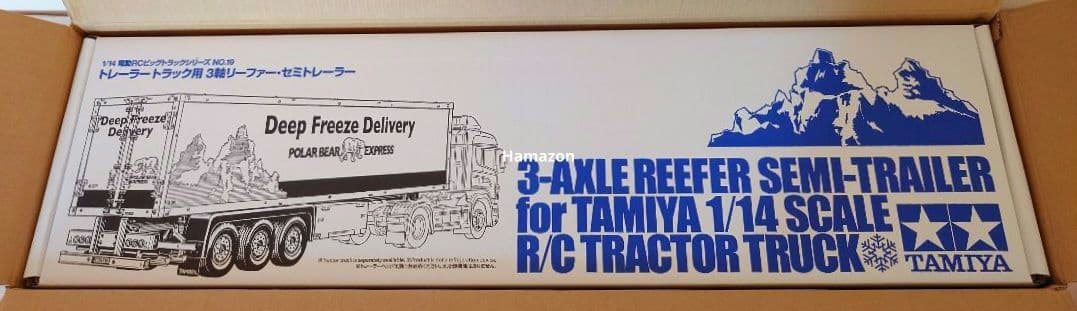 1/14 電動RCビッグトラックシリーズ NO.19
トレーラートラック用 3軸リーファー・セミトレーラー
Deep Freeze
Delivery
Deep Freeze Delivery
POLAR BEAR EXPRESS
Hamazon
3-AXLE REEFER SEMI-TRAILER
for TAMIYA 1/14 SCALE
R/C TRACTOR TRUCK
TAMIYA